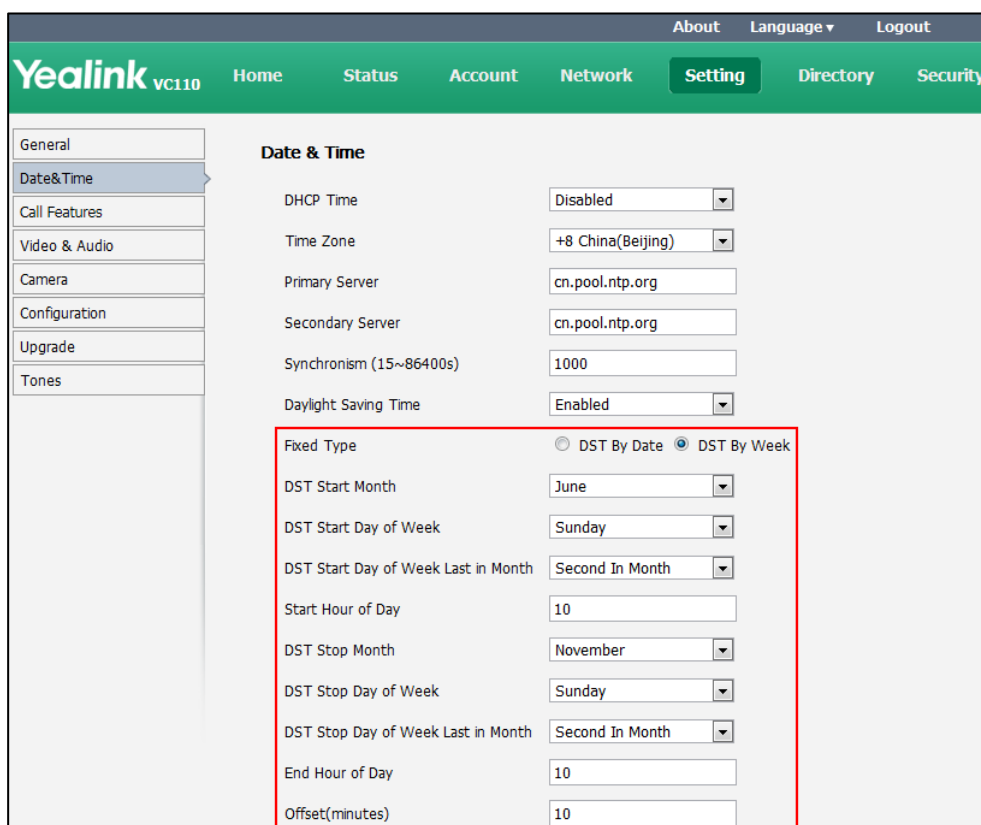 About Language ▾ Logout
Yealink VC110 Home Status Account Network Setting Directory Security
General
Date&Time
Call Features
Video & Audio
Camera
Configuration
Upgrade
Tones
Date & Time
DHCP Time Disabled
Time Zone +8 China(Beijing)
Primary Server cn.pool.ntp.org
Secondary Server cn.pool.ntp.org
Synchronism (15~86400s) 1000
Daylight Saving Time Enabled
Fixed Type DST By Date DST By Week
DST Start Month June
DST Start Day of Week Sunday
DST Start Day of Week Last in Month Second In Month
Start Hour of Day 10
DST Stop Month November
DST Stop Day of Week Sunday
DST Stop Day of Week Last in Month Second In Month
End Hour of Day 10
Offset(minutes) 10